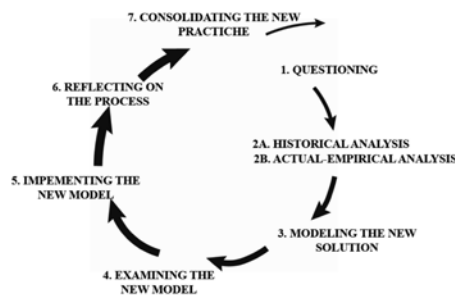 7. CONSOLIDATING THE NEW
PRACTICHE
1. QUESTIONING
2A. HISTORICAL ANALYSIS
2B. ACTUAL-EMPIRICAL ANALYSIS
3. MODELING THE NEW
SOLUTION
4. EXAMINING THE
NEW MODEL
5. IMPEMENTING THE
NEW MODEL
6. REFLECTING ON
THE PROCESS